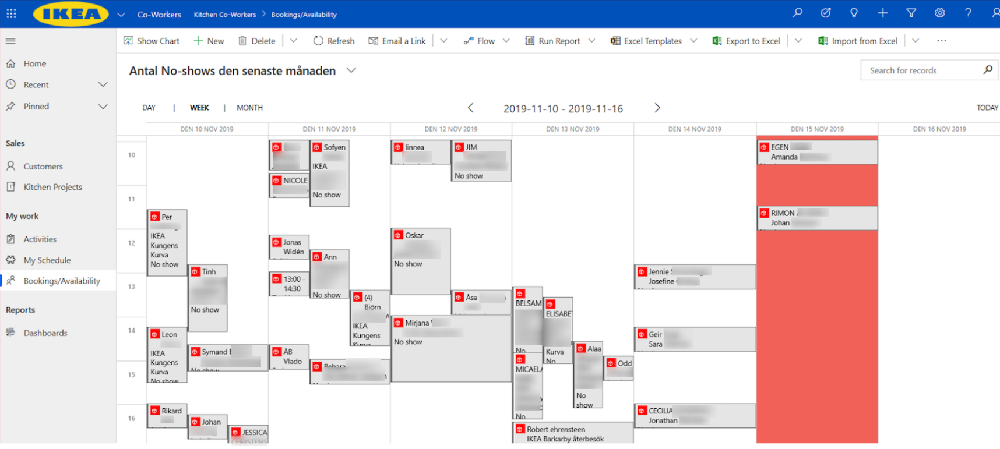 IKEA
Co-Workers
Kitchen Co-Workers > Bookings/Availability
Show Chart
New
Delete
Refresh
Email a Link
Flow
Run Report
Excel Templates
Export to Excel
Import from Excel
Home
Recent
Pinned
Sales
Customers
Kitchen Projects
My work
Activities
My Schedule
Bookings/Availability
Reports
Dashboards
Antal No-shows den senaste månaden
Search for records
DAY | WEEK | MONTH
2019-11-10 - 2019-11-16
TODAY
DEN 10 NOV 2019
DEN 11 NOV 2019
DEN 12 NOV 2019
DEN 13 NOV 2019
DEN 14 NOV 2019
DEN 15 NOV 2019
DEN 16 NOV 2019
10
11
12
13
14
15
16
Per
IKEA
Kungens
Kurva
No show
Tinh
No show
Leon
IKEA
Kungens
Kurva
No show
Symand
No show
Rikard
Johan
JESSICA
CHRISTENS
Sofyen
IKEA
No show
NICOLE
Jonas
Widén
Ann
No show
13:00 -
14:30
(4)
Biörn
IKEA
Kungens
Kurva
ÅB
Vlado
Behara
linnea
JIM
No show
Oskar
No show
Åsa
Mirjana
No show
BELSAM
No
ELISABE
Kurva
No
MICAELA
No
Alaa
No
show
Odd
Robert ehrensteen
IKEA Barkarby återbesök
Jennie
Josefine
Geir
Sara
CECILIA
Jonathan
EGEN
Amanda
RIMON
Johan